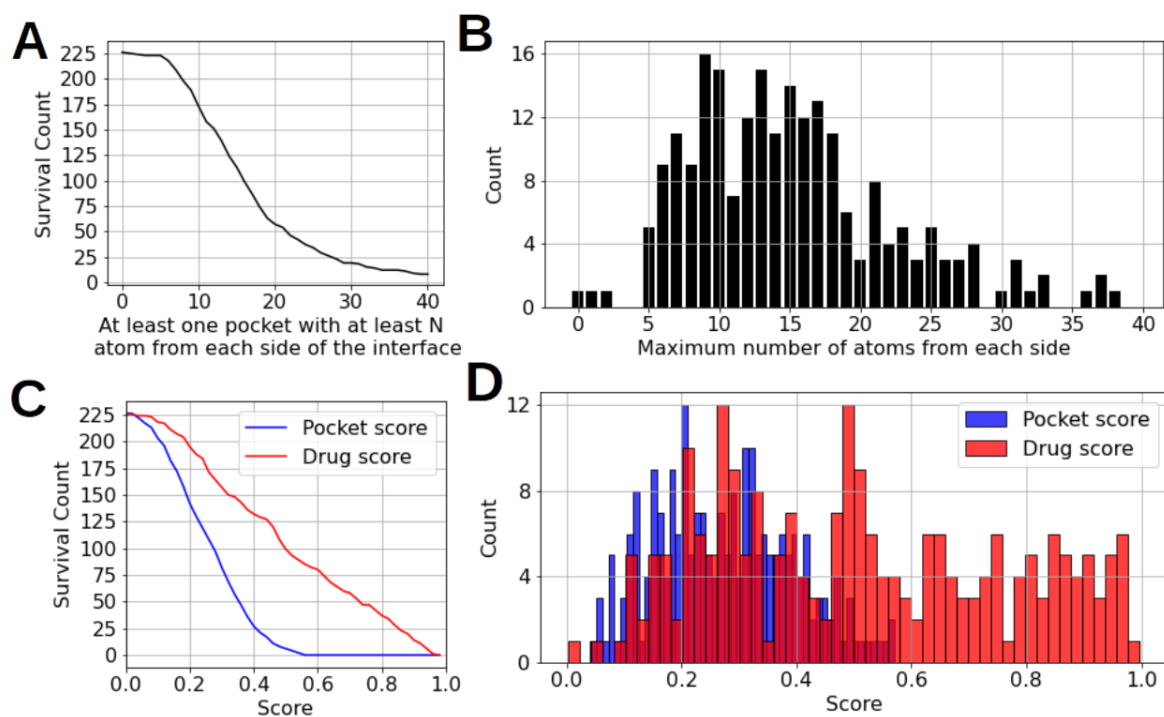 A
225
200
175
150
125
100
75
50
25
0
Survival Count
0 10 20 30 40
At least one pocket with at least N
atom from each side of the interface
B
16
12
8
4
0
Count
0 5 10 15 20 25 30 35 40
Maximum number of atoms from each side
C
225
200
175
150
125
100
75
50
25
0
Survival Count
Pocket score
Drug score
0.0 0.2 0.4 0.6 0.8 1.0
Score
D
12
8
4
0
Count
Pocket score
Drug score
0.0 0.2 0.4 0.6 0.8 1.0
Score